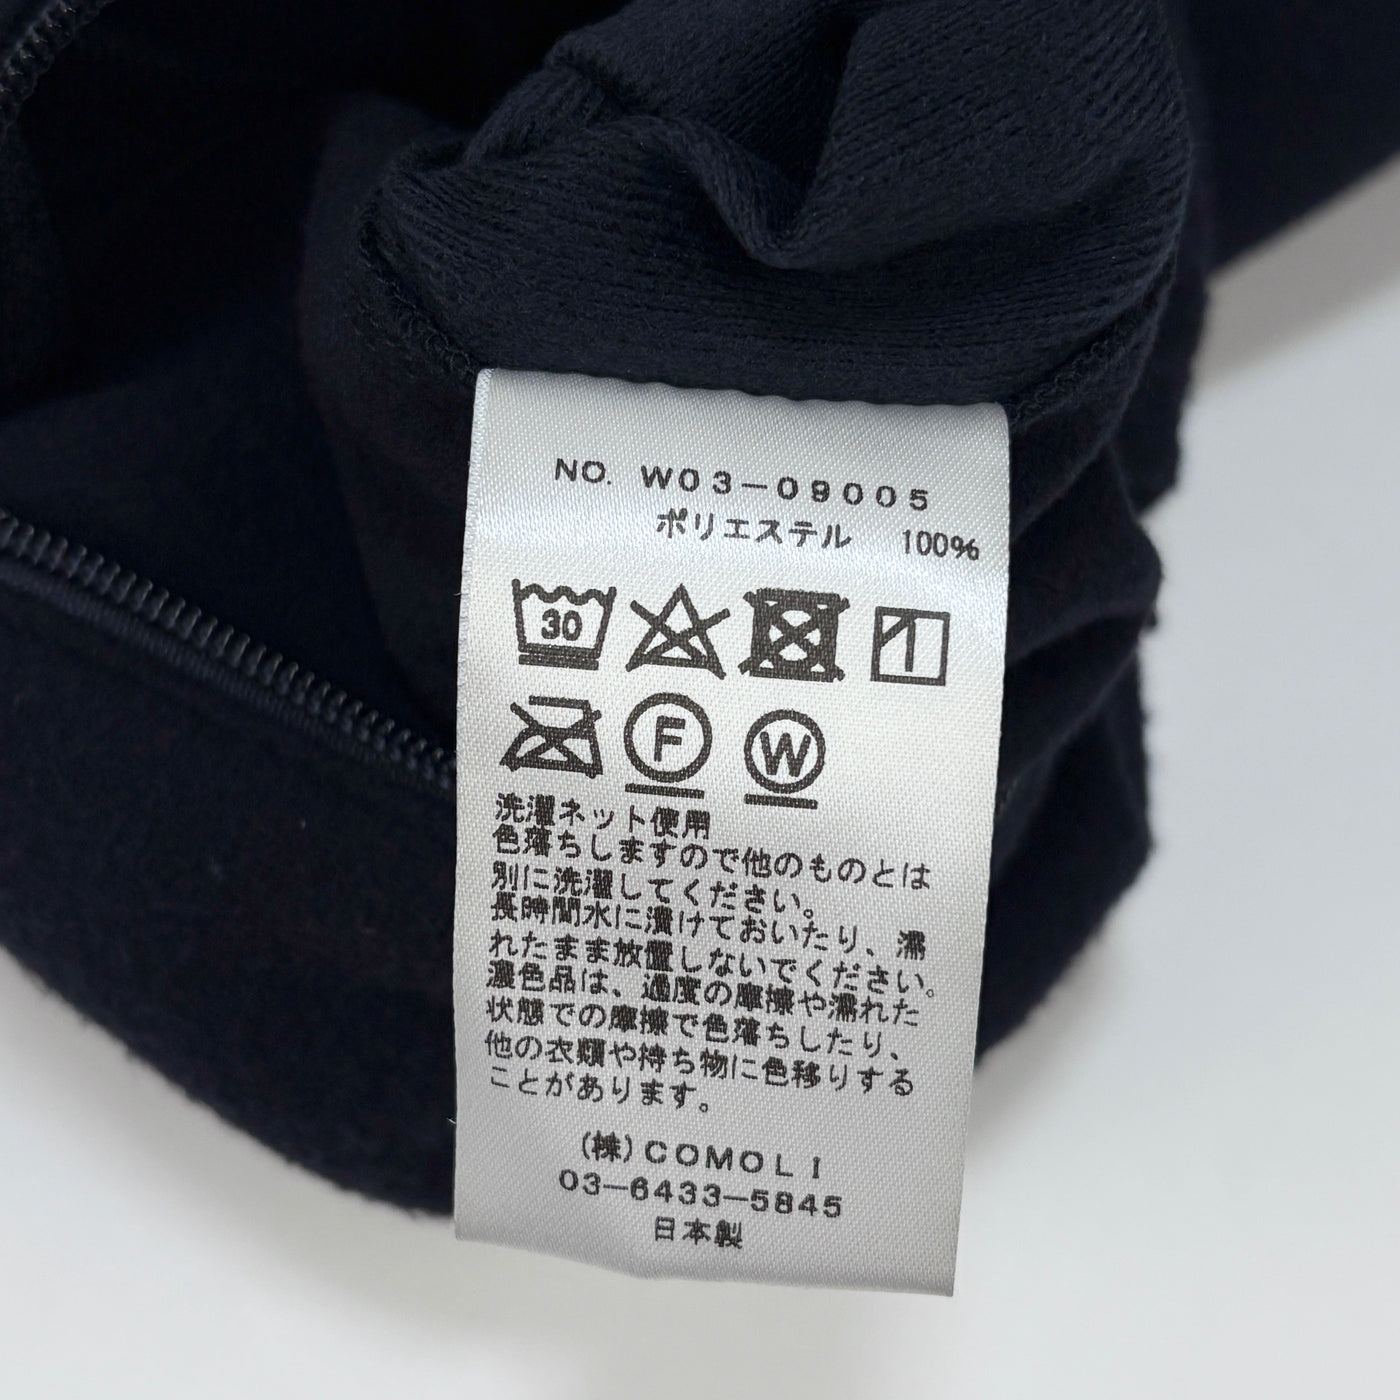 NO. W03-09005
ポリエステル 100%
30
F W
洗濯ネット使用
色落ちしますので他のものとは
別に洗濯してください。
長時間水に漬けておいたり、濡
れたまま放置しないでください。
濃色品は、過度の摩擦や濡れた
状態での摩擦で色落ちしたり、
他の衣類や持ち物に色移りする
ことがあります。
(株)COMOLI
03-6433-5845
日本製